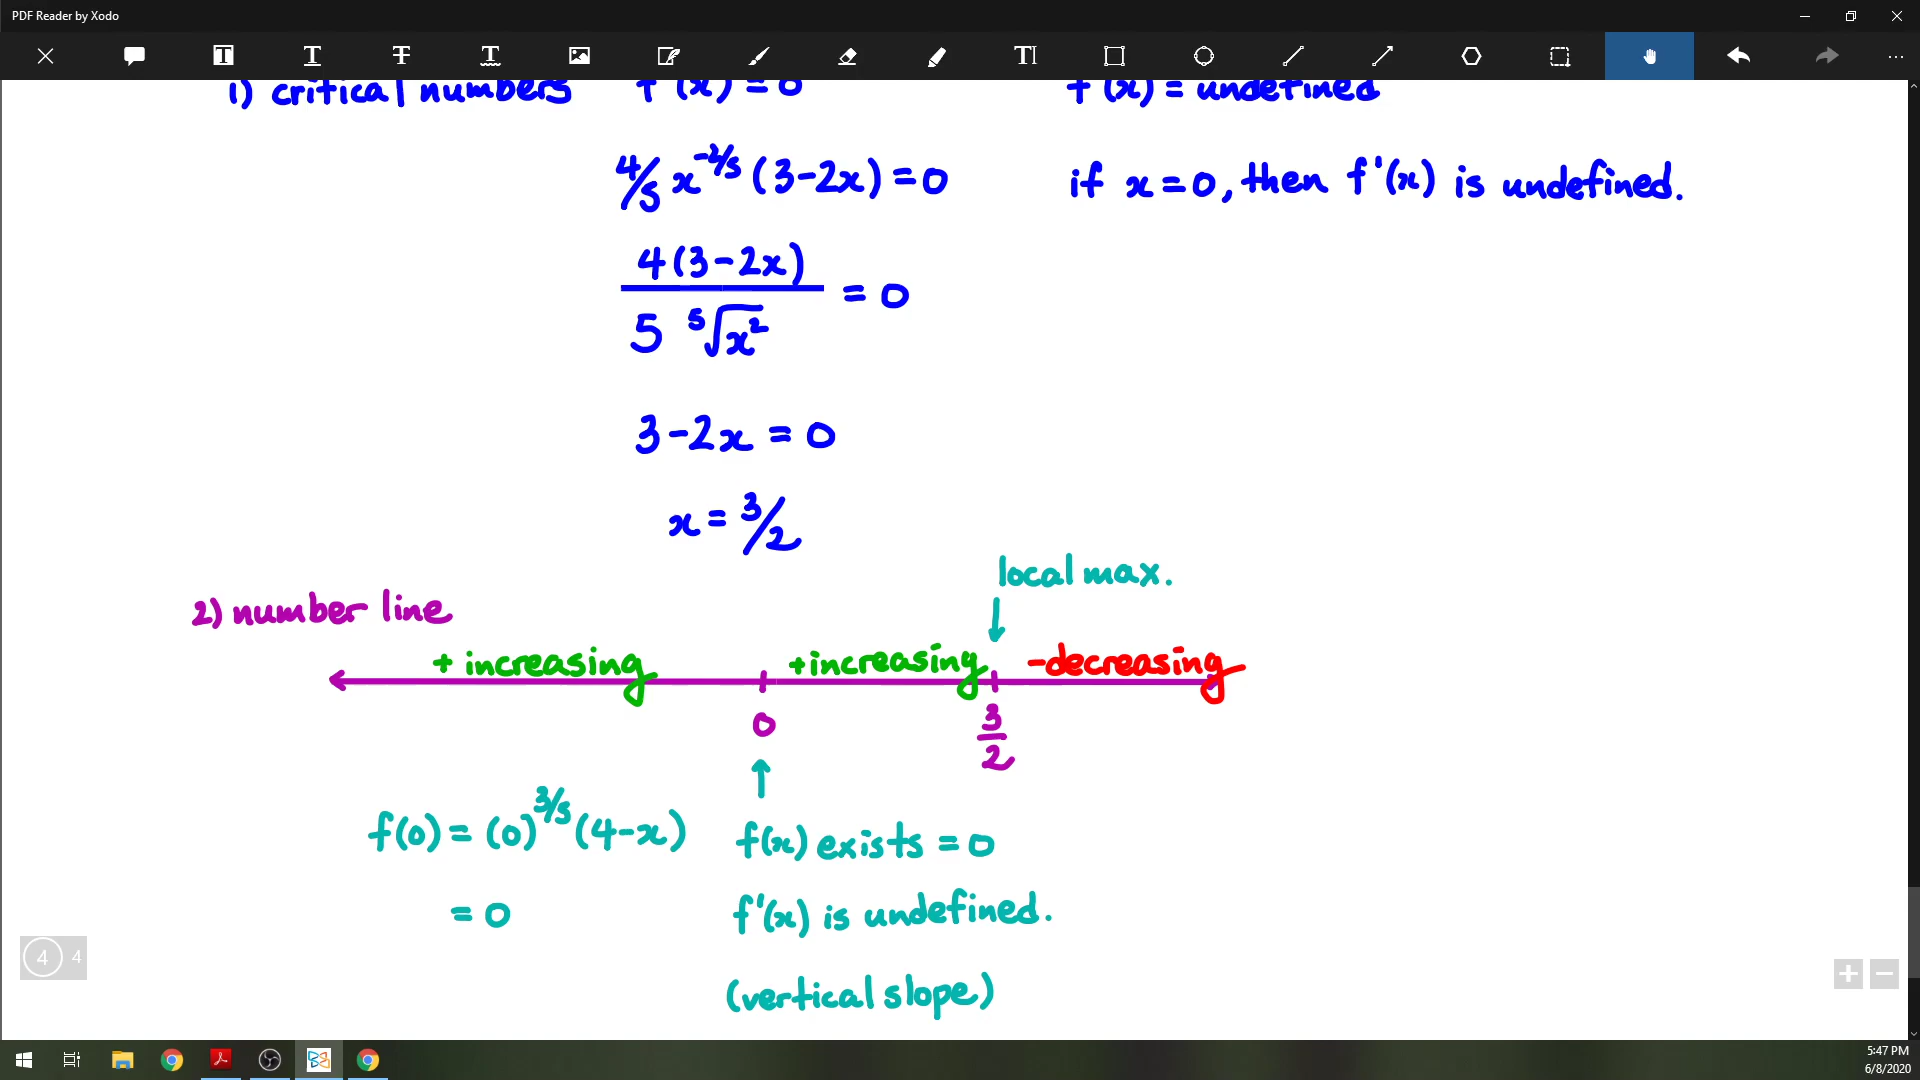 PDF Reader by Xodo
1) critical numbers f'(x) = 0 f'(x) = undefined
4/5 x^-2/5 (3-2x) = 0 if x = 0, then f'(x) is undefined.
4(3-2x)
= 0
5 ⁵√x²
3-2x = 0
x = 3/2
local max.
2) number line
+ increasing +increasing -decreasing
0 3/2
f(0) = (0)^3/5 (4-x) f(x) exists = 0
= 0 f'(x) is undefined.
4 4
(vertical slope)
5:47 PM
6/8/2020